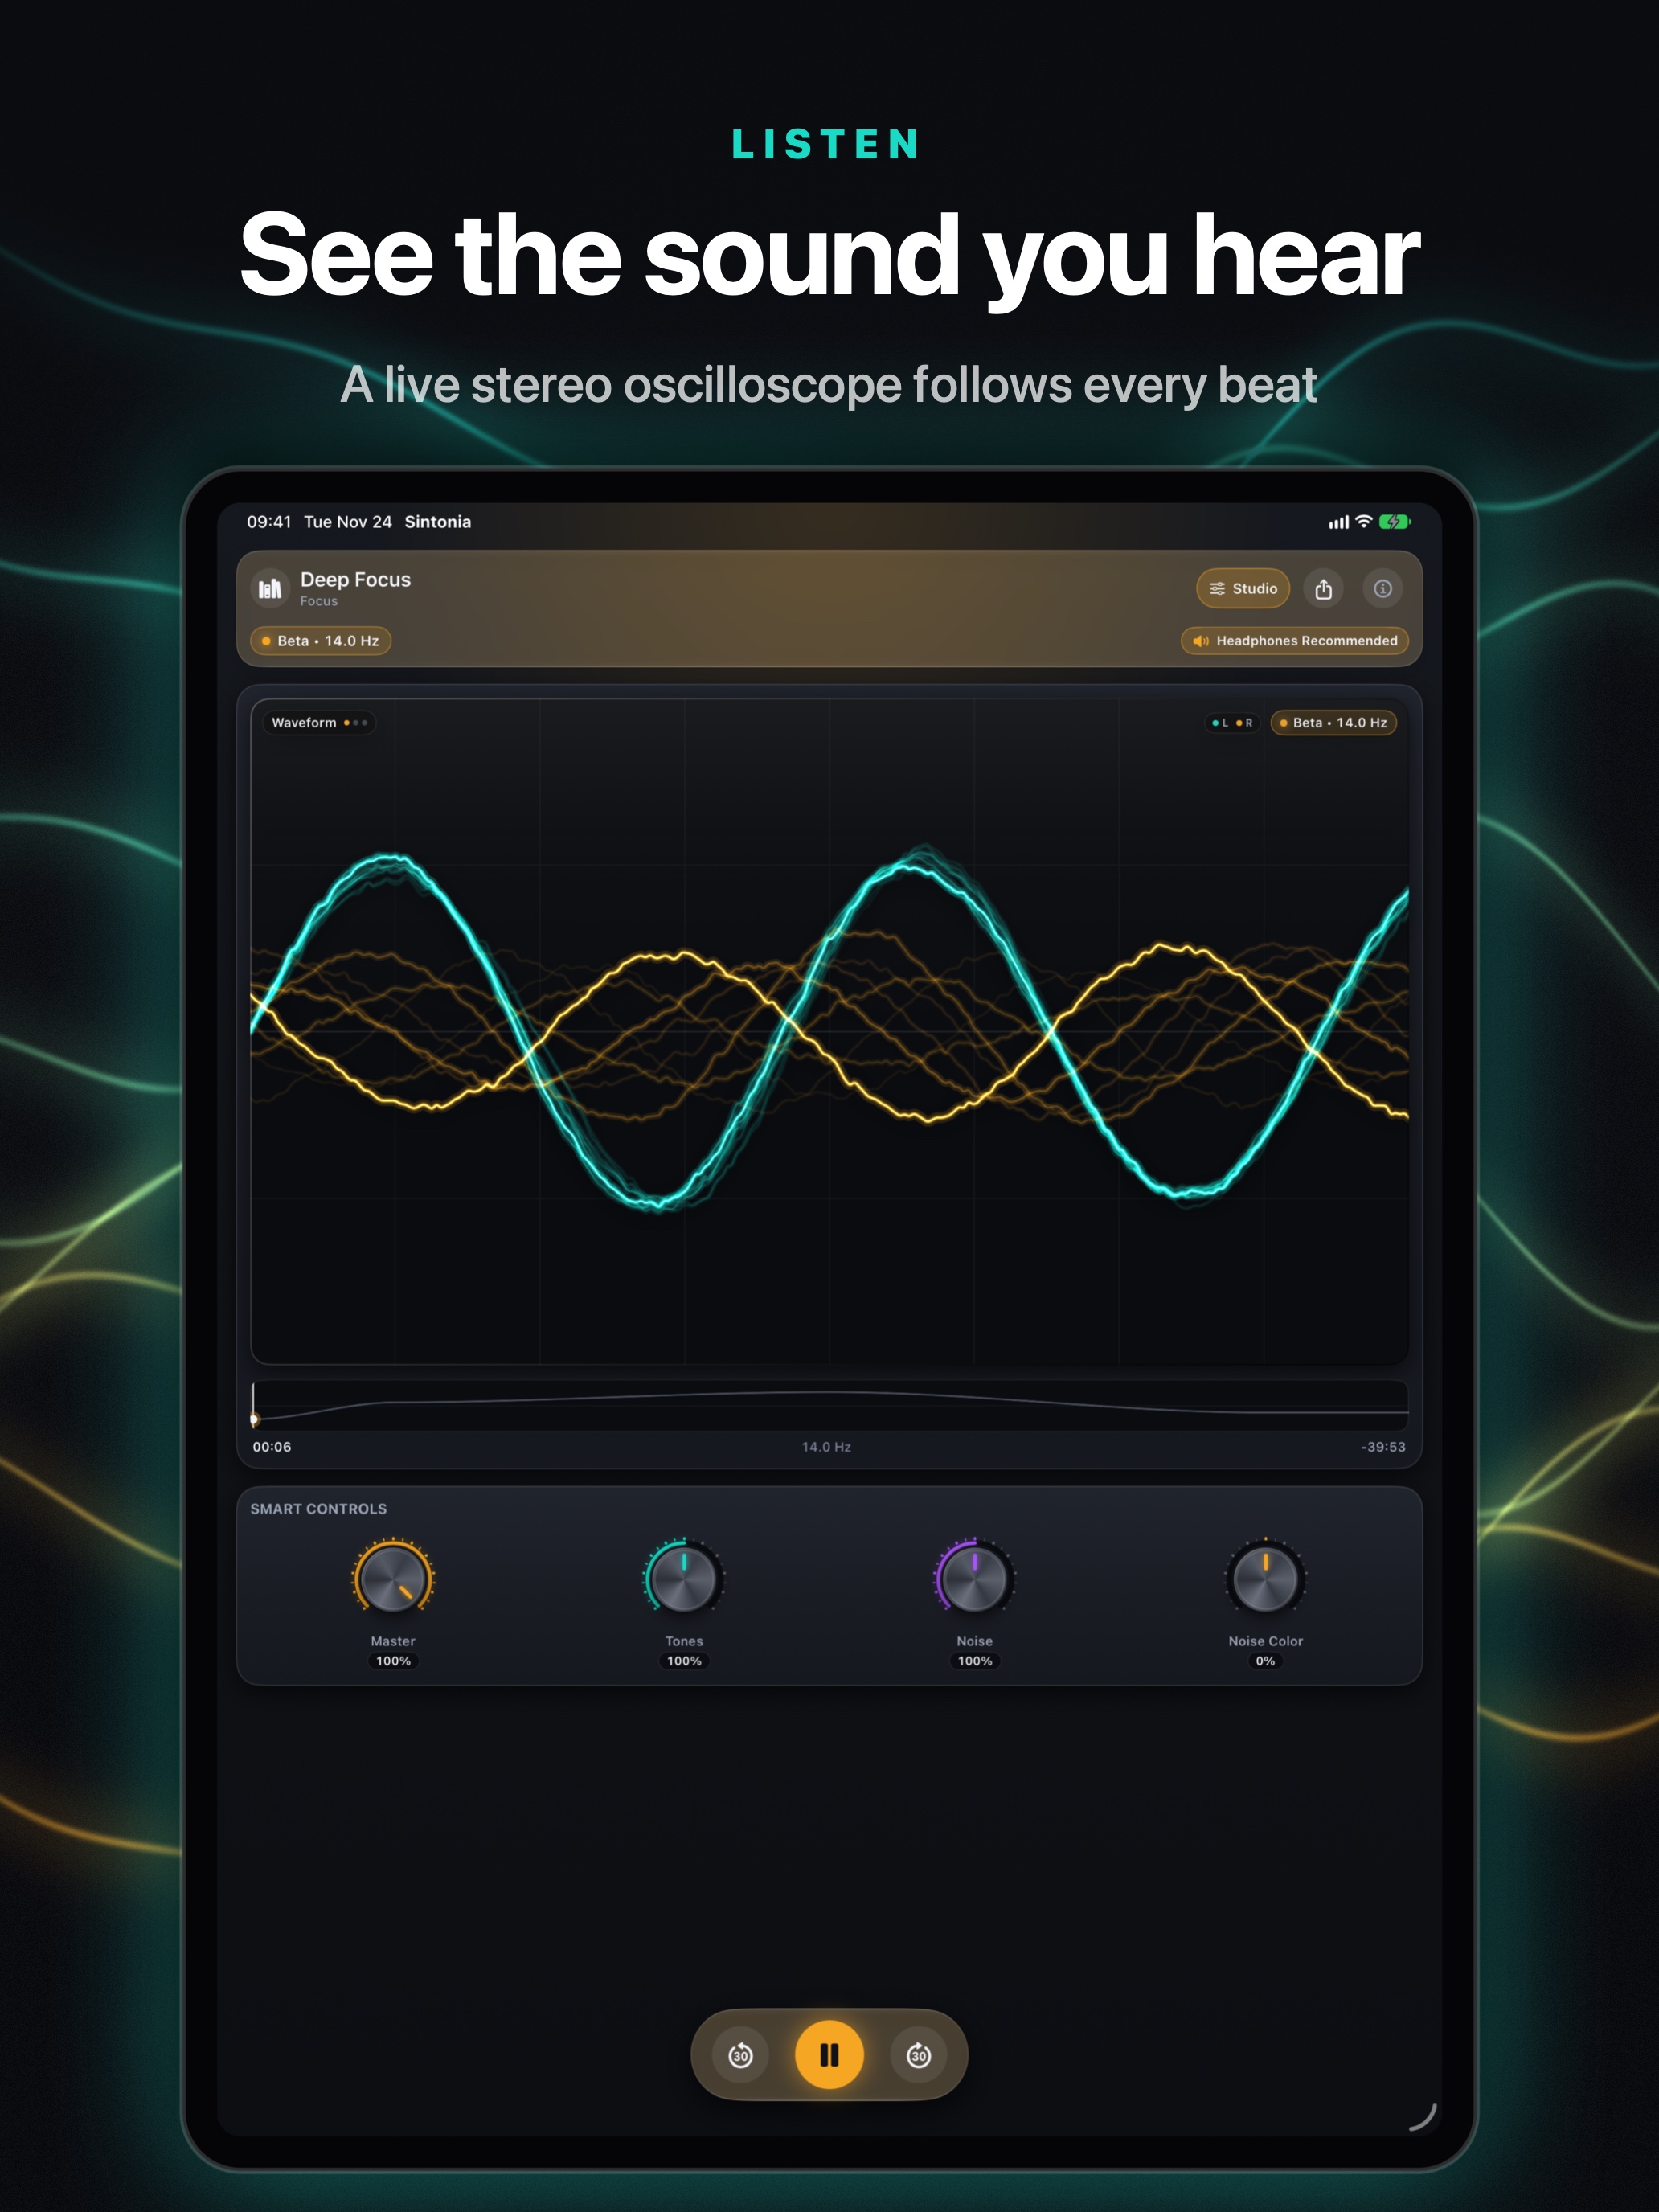 LISTEN
See the sound you hear
A live stereo oscilloscope follows every beat
09:41 Tue Nov 24 Sintonia
Deep Focus
Focus
Studio
Beta • 14.0 Hz
Headphones Recommended
Waveform
L R
Beta • 14.0 Hz
00:06
14.0 Hz
-39:53
SMART CONTROLS
Master
100%
Tones
100%
Noise
100%
Noise Color
0%
30
30